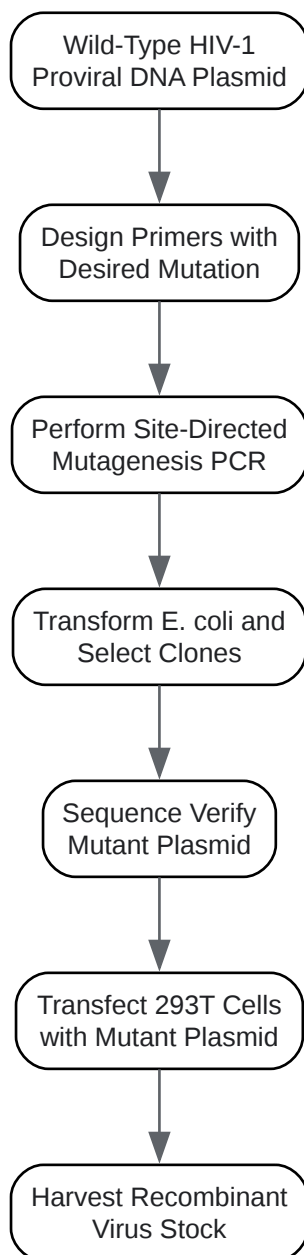 Wild-Type HIV-1
Proviral DNA Plasmid
Design Primers with
Desired Mutation
Perform Site-Directed
Mutagenesis PCR
Transform E. coli and
Select Clones
Sequence Verify
Mutant Plasmid
Transfect 293T Cells
with Mutant Plasmid
Harvest Recombinant
Virus Stock